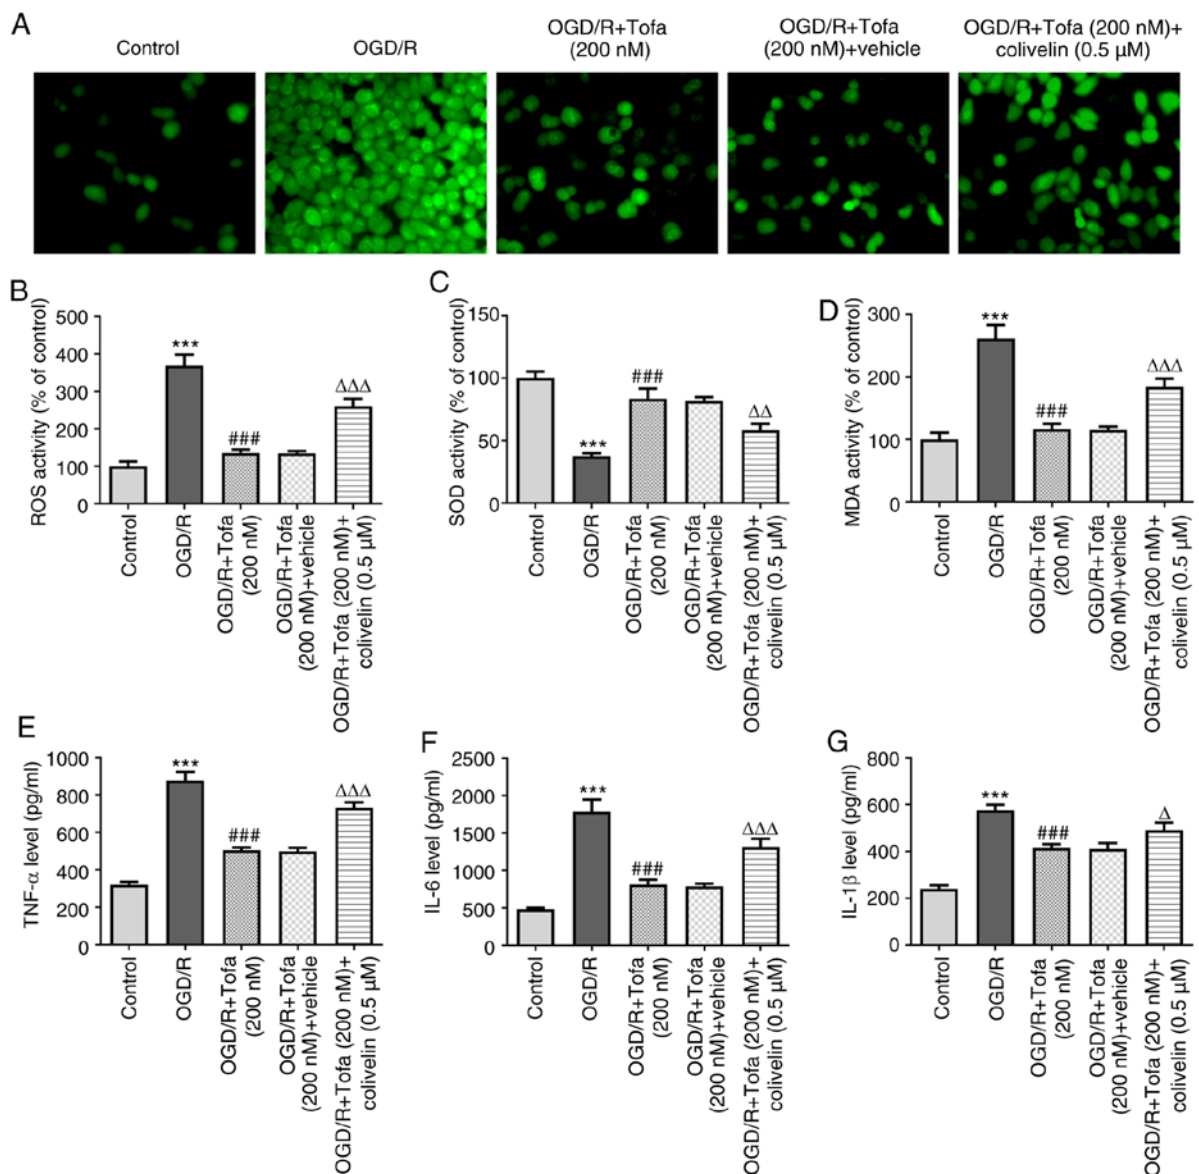 A
Control
OGD/R
OGD/R+Tofa
(200 nM)
OGD/R+Tofa
(200 nM)+vehicle
OGD/R+Tofa (200 nM)+
colivelin (0.5 µM)
B
ROS activity (% of control)
500
400
300
200
100
0
***
###
ΔΔΔ
Control
OGD/R
OGD/R+Tofa
(200 nM)
OGD/R+Tofa
(200 nM)+vehicle
OGD/R+Tofa (200 nM)+
colivelin (0.5 µM)
C
SOD activity (% of control)
150
100
50
0
***
###
ΔΔ
Control
OGD/R
OGD/R+Tofa
(200 nM)
OGD/R+Tofa
(200 nM)+vehicle
OGD/R+Tofa (200 nM)+
colivelin (0.5 µM)
D
MDA activity (% of control)
300
200
100
0
***
###
ΔΔΔ
Control
OGD/R
OGD/R+Tofa
(200 nM)
OGD/R+Tofa
(200 nM)+vehicle
OGD/R+Tofa (200 nM)+
colivelin (0.5 µM)
E
TNF-α level (pg/ml)
1000
800
600
400
200
0
***
###
ΔΔΔ
Control
OGD/R
OGD/R+Tofa
(200 nM)
OGD/R+Tofa
(200 nM)+vehicle
OGD/R+Tofa (200 nM)+
colivelin (0.5 µM)
F
IL-6 level (pg/ml)
2500
2000
1500
1000
500
0
***
###
ΔΔΔ
Control
OGD/R
OGD/R+Tofa
(200 nM)
OGD/R+Tofa
(200 nM)+vehicle
OGD/R+Tofa (200 nM)+
colivelin (0.5 µM)
G
IL-1β level (pg/ml)
800
600
400
200
0
***
###
Δ
Control
OGD/R
OGD/R+Tofa
(200 nM)
OGD/R+Tofa
(200 nM)+vehicle
OGD/R+Tofa (200 nM)+
colivelin (0.5 µM)